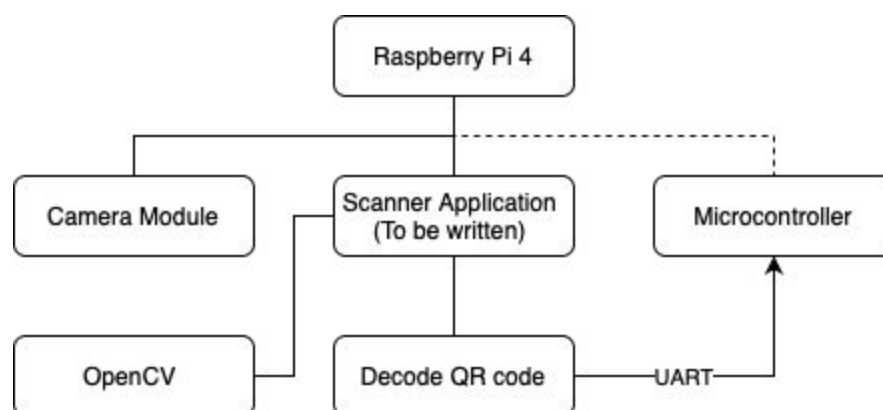 Raspberry Pi 4
Camera Module
Scanner Application
(To be written)
Microcontroller
OpenCV
Decode QR code
UART